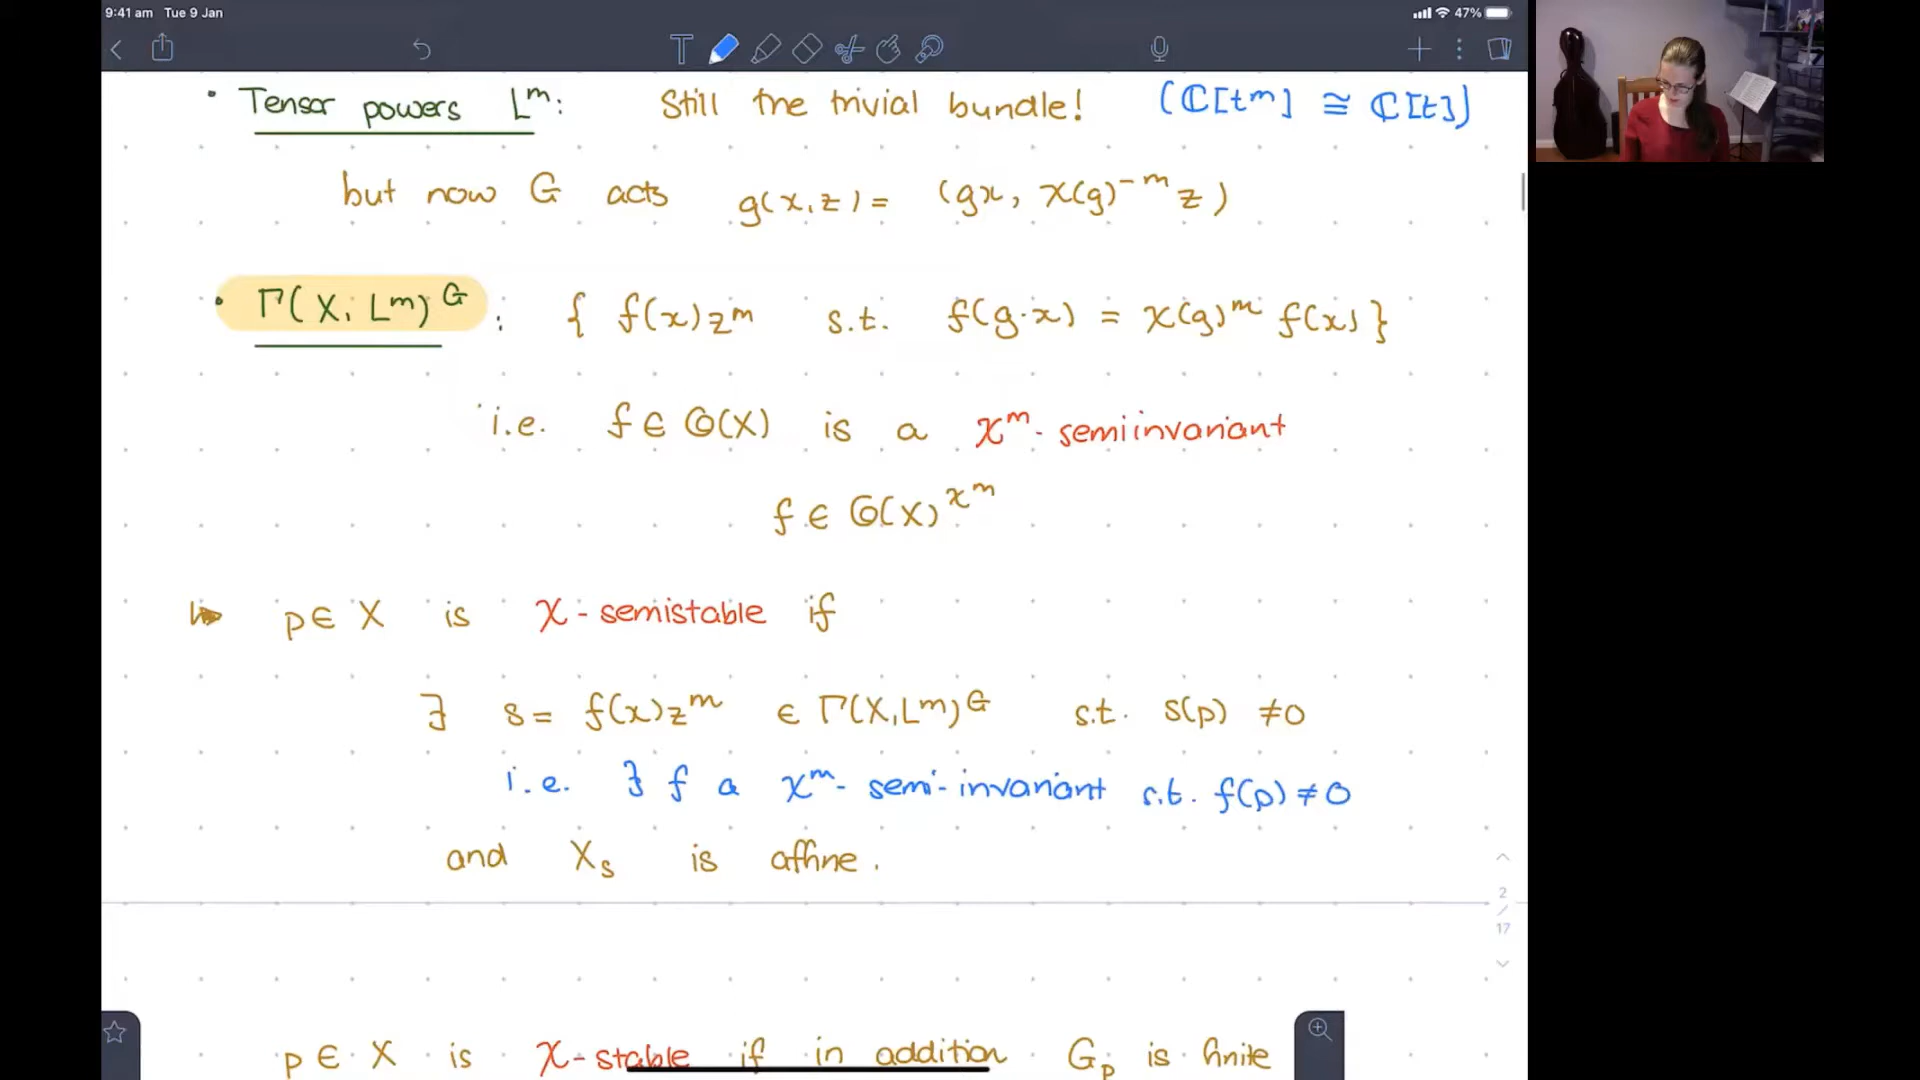 9:41 am Tue 9 Jan
47%
• Tensor powers L^m: Still the trivial bundle! (ℂ[t^m] ≅ ℂ[t])
but now G acts g(x,z) = (gx, χ(g)^{-m} z)
• Γ(X, L^m)^G : { f(x)z^m s.t. f(g·x) = χ(g)^m f(x) }
i.e. f ∈ O(X) is a χ^m-semiinvariant
f ∈ O(X)^{χ^m}
↳ p ∈ X is χ-semistable if
∃ s = f(x)z^m ∈ Γ(X,L^m)^G s.t. s(p) ≠ 0
i.e. ∃ f a χ^m-semi-invariant s.t. f(p) ≠ 0
and X_s is affine.
2
/
17
p ∈ X is χ-stable if in addition G_p is finite